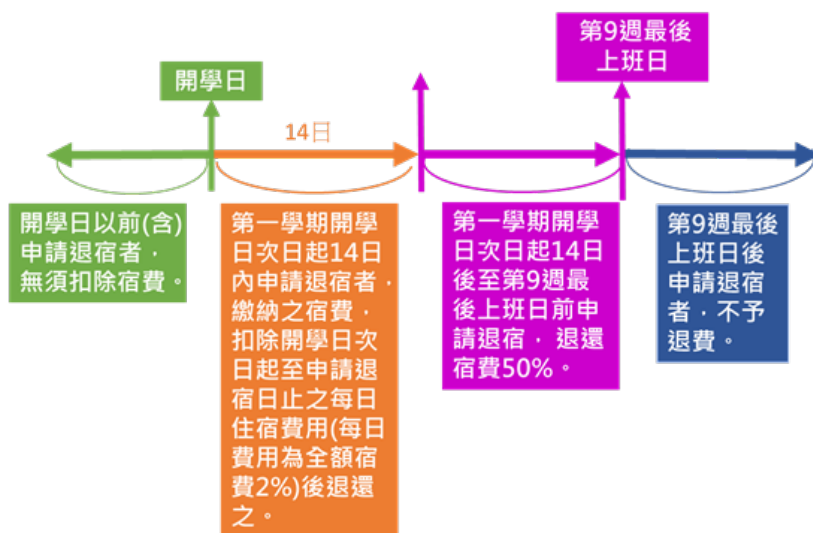 開學日
第9週最後
上班日
14日
開學日以前(含)
申請退宿者，
無須扣除宿費。
第一學期開學
日次日起14日
內申請退宿者，
繳納之宿費，
扣除開學日次
日起至申請退
宿日止之每日
住宿費用(每日
費用為全額宿
費2%)後退還
之。
第一學期開學
日次日起14日
後至第9週最
後上班日前申
請退宿， 退還
宿費50%。
第9週最後
上班日後
申請退宿
者，不予
退費。